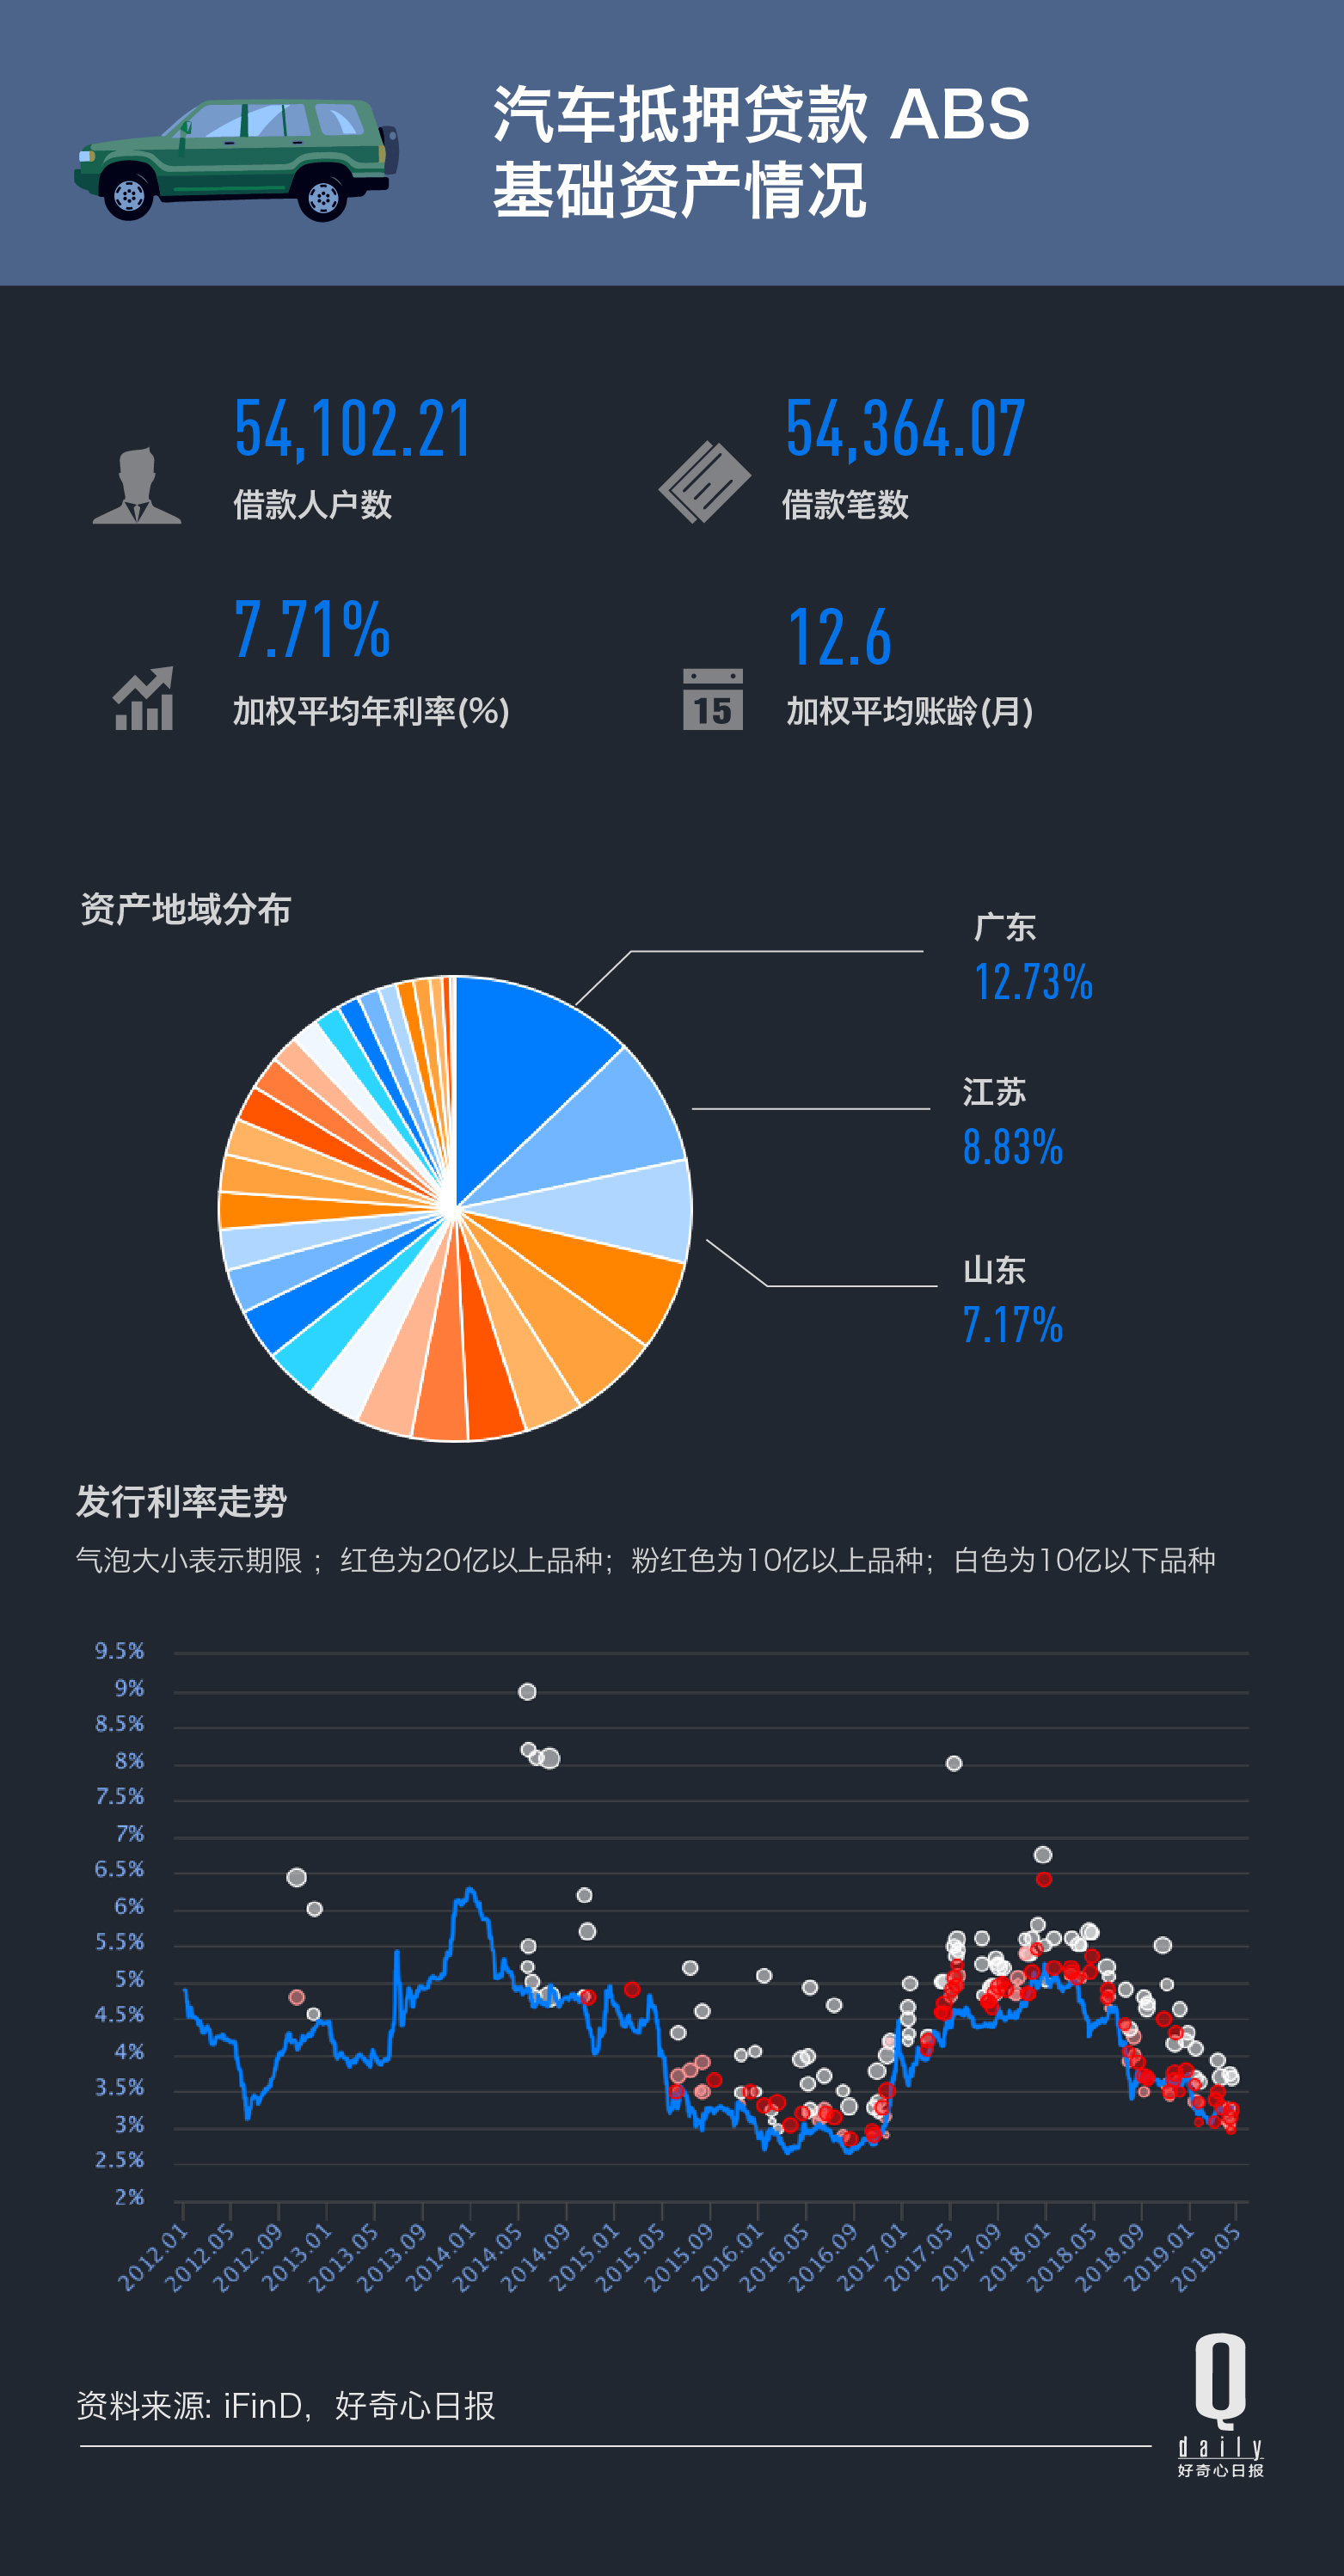 汽车抵押贷款 ABS
基础资产情况
54,102.21
借款人户数
54,364.07
借款笔数
7.71%
加权平均年利率(%)
15
12.6
加权平均账龄(月)
资产地域分布
广东
12.73%
江苏
8.83%
山东
7.17%
发行利率走势
气泡大小表示期限 ；红色为20亿以上品种；粉红色为10亿以上品种；白色为10亿以下品种
9.5%
9%
8.5%
8%
7.5%
7%
6.5%
6%
5.5%
5%
4.5%
4%
3.5%
3%
2.5%
2%
2012.01
2012.05
2012.09
2013.01
2013.05
2013.09
2014.01
2014.05
2014.09
2015.01
2015.05
2015.09
2016.01
2016.05
2016.09
2017.01
2017.05
2017.09
2018.01
2018.05
2018.09
2019.01
2019.05
资料来源: iFinD，好奇心日报
Q
daily
好奇心日报